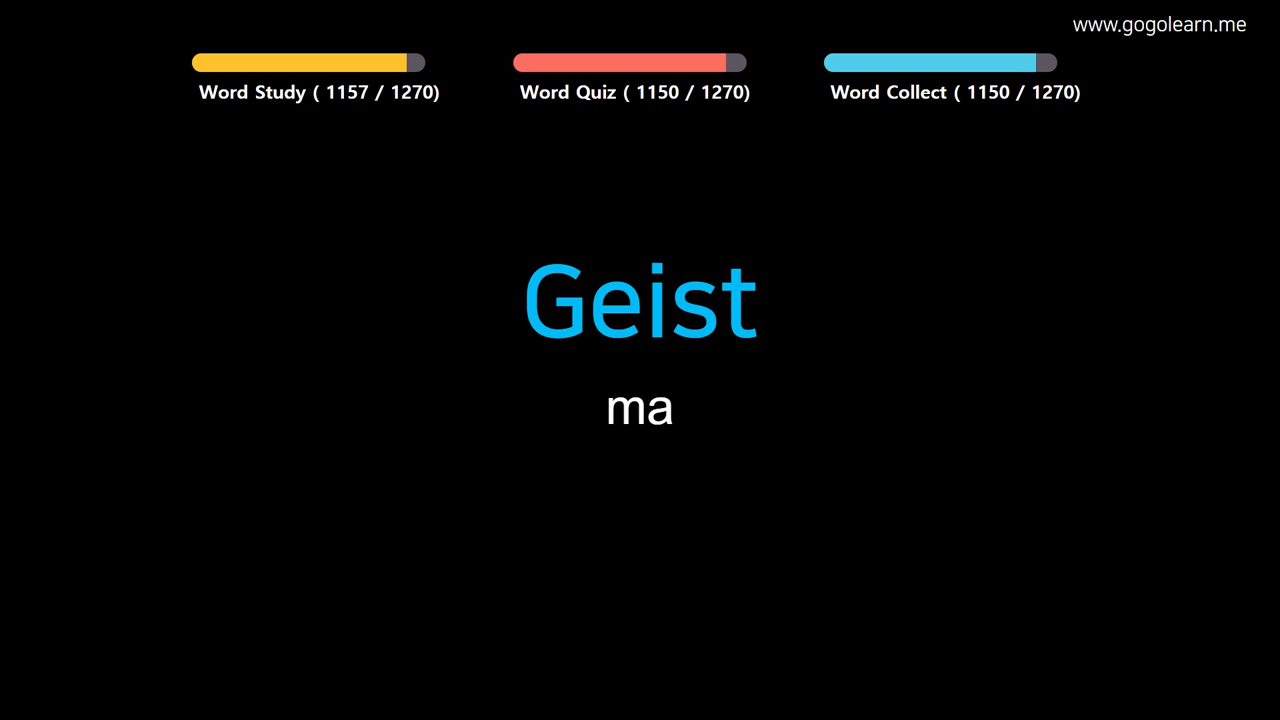 www.gogolearn.me
Word Study ( 1157 / 1270)
Word Quiz ( 1150 / 1270)
Word Collect ( 1150 / 1270)
Geist
ma